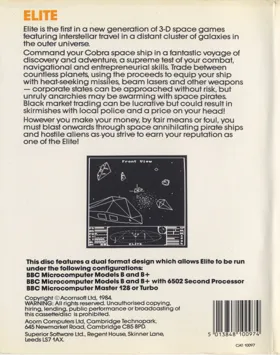 ELITE
Elite is the first in a new generation of 3-D space games
featuring interstellar travel in a distant cluster of galaxies in
the outer universe.
Command your Cobra space ship in a fantastic voyage of
discovery and adventure, a supreme test of your combat,
navigational and entrepreneurial skills. Trade between
countless planets, using the proceeds to equip your ship
with heat-seeking missiles, beam lasers and other weapons
— corporate states can be approached without risk, but
unruly anarchies may be swarming with space pirates.
Black market trading can be lucrative but could result in
skirmishes with local police and a price on your head!
However you make your money, by fair means or foul, you
must blast onwards through space annihilating pirate ships
and hostile aliens as you strive to earn your reputation as
one of the Elite!
Front View
ELITE
This disc features a dual format design which allows Elite to be run
under the following configurations:
BBC Microcomputer Models B and B+
BBC Microcomputer Models B and B+ with 6502 Second Processor
BBC Microcomputer Master 128 or Turbo
Copyright © Acornsoft Ltd, 1984.
WARNING: All rights reserved. Unauthorised copying,
hiring, lending, public performance or broadcasting of
this cassette/disc is prohibited.
Acorn Computers Ltd, Cambridge Technopark,
645 Newmarket Road, Cambridge CB5 8PD.
Superior Software Ltd., Regent House, Skinner Lane,
Leeds LS7 1AX.
5 013848 100974